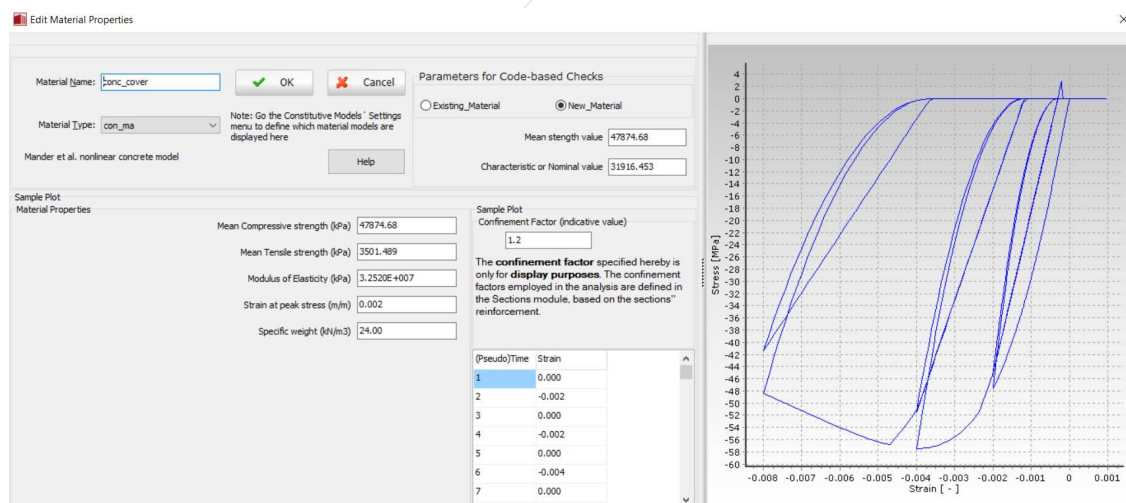 Edit Material Properties
Material Name: conc_cover
OK
Cancel
Material Type: con_ma
Note: Go the Constitutive Models` Settings
menu to define which material models are
displayed here
Mander et al. nonlinear concrete model
Help
Parameters for Code-based Checks
Existing_Material
New_Material
Mean stength value 47874.68
Characteristic or Nominal value 31916.453
Sample Plot
Material Properties
Mean Compressive strength (kPa) 47874.68
Mean Tensile strength (kPa) 3501.489
Modulus of Elasticity (kPa) 3.2520E+007
Strain at peak stress (m/m) 0.002
Specific weight (kN/m3) 24.00
Sample Plot
Confinement Factor (indicative value)
1.2
The confinement factor specified hereby is
only for display purposes. The confinement
factors employed in the analysis are defined in
the Sections module, based on the sections''
reinforcement.
(Pseudo)Time Strain
1 0.000
2 -0.002
3 0.000
4 -0.002
5 0.000
6 -0.004
7 0.000
Stress [MPa]
4
2
0
-2
-4
-6
-8
-10
-12
-14
-16
-18
-20
-22
-24
-26
-28
-30
-32
-34
-36
-38
-40
-42
-44
-46
-48
-50
-52
-54
-56
-58
-60
-0.008 -0.007 -0.006 -0.005 -0.004 -0.003 -0.002 -0.001 0 0.001
Strain [ - ]